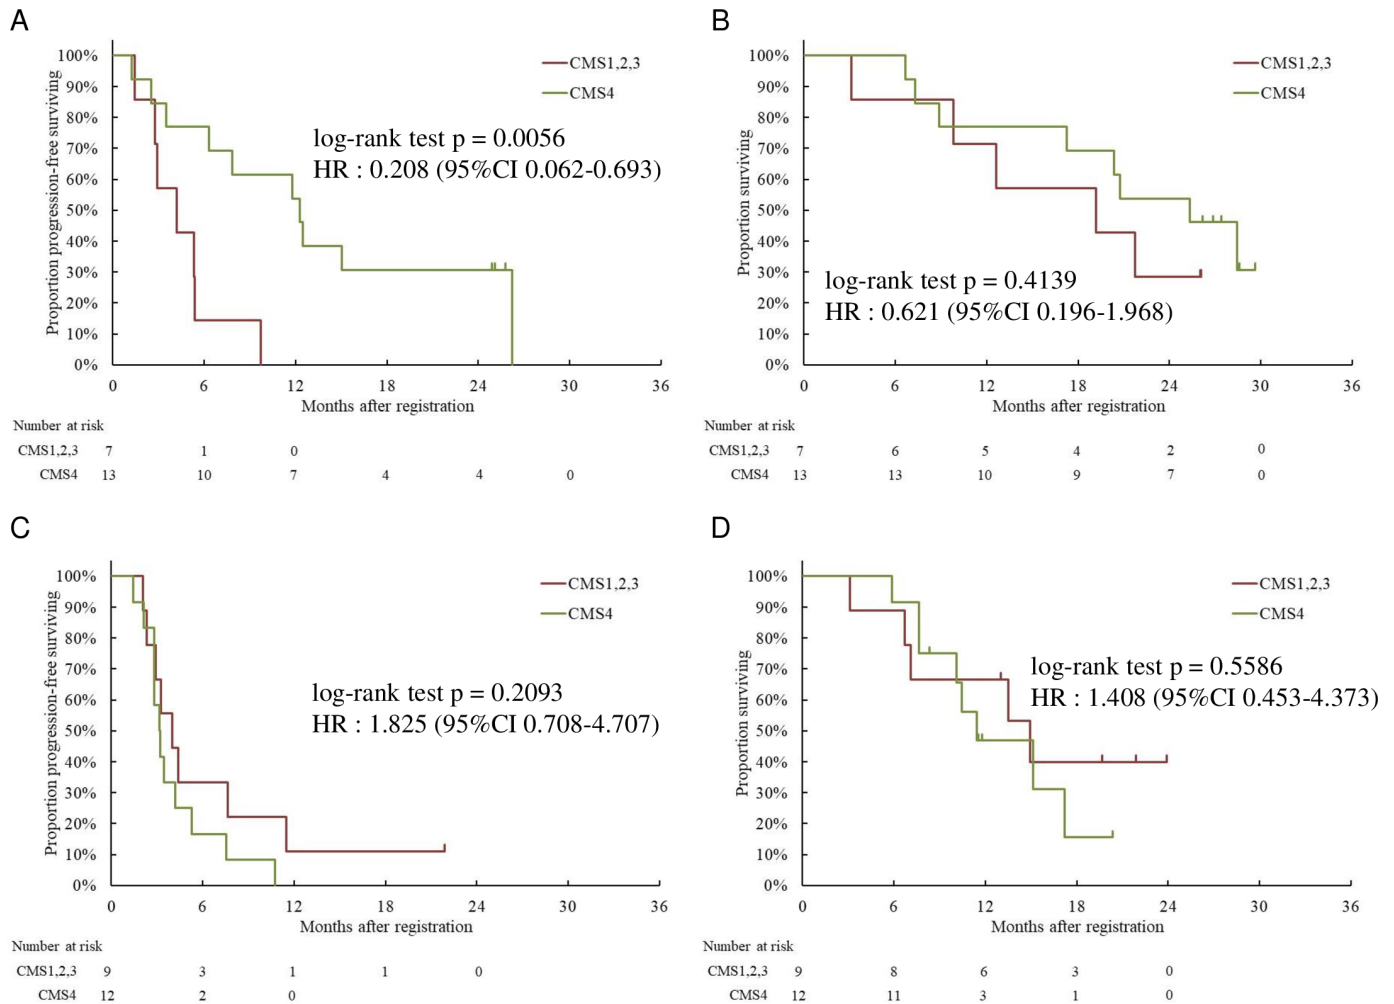 A
100%
90%
80%
70%
60%
50%
40%
30%
20%
10%
0%
Proportion progression-free surviving
CMS1,2,3
CMS4
log-rank test p = 0.0056
HR : 0.208 (95%CI 0.062-0.693)
0 6 12 18 24 30 36
Months after registration
Number at risk
CMS1,2,3 7 1 0
CMS4 13 10 7 4 4 0
B
100%
90%
80%
70%
60%
50%
40%
30%
20%
10%
0%
Proportion surviving
CMS1,2,3
CMS4
log-rank test p = 0.4139
HR : 0.621 (95%CI 0.196-1.968)
0 6 12 18 24 30 36
Months after registration
Number at risk
CMS1,2,3 7 6 5 4 2 0
CMS4 13 13 10 9 7 0
C
100%
90%
80%
70%
60%
50%
40%
30%
20%
10%
0%
Proportion progression-free surviving
CMS1,2,3
CMS4
log-rank test p = 0.2093
HR : 1.825 (95%CI 0.708-4.707)
0 6 12 18 24 30 36
Months after registration
Number at risk
CMS1,2,3 9 3 1 1 0
CMS4 12 2 0
D
100%
90%
80%
70%
60%
50%
40%
30%
20%
10%
0%
Proportion surviving
CMS1,2,3
CMS4
log-rank test p = 0.5586
HR : 1.408 (95%CI 0.453-4.373)
0 6 12 18 24 30 36
Months after registration
Number at risk
CMS1,2,3 9 8 6 3 0
CMS4 12 11 3 1 0